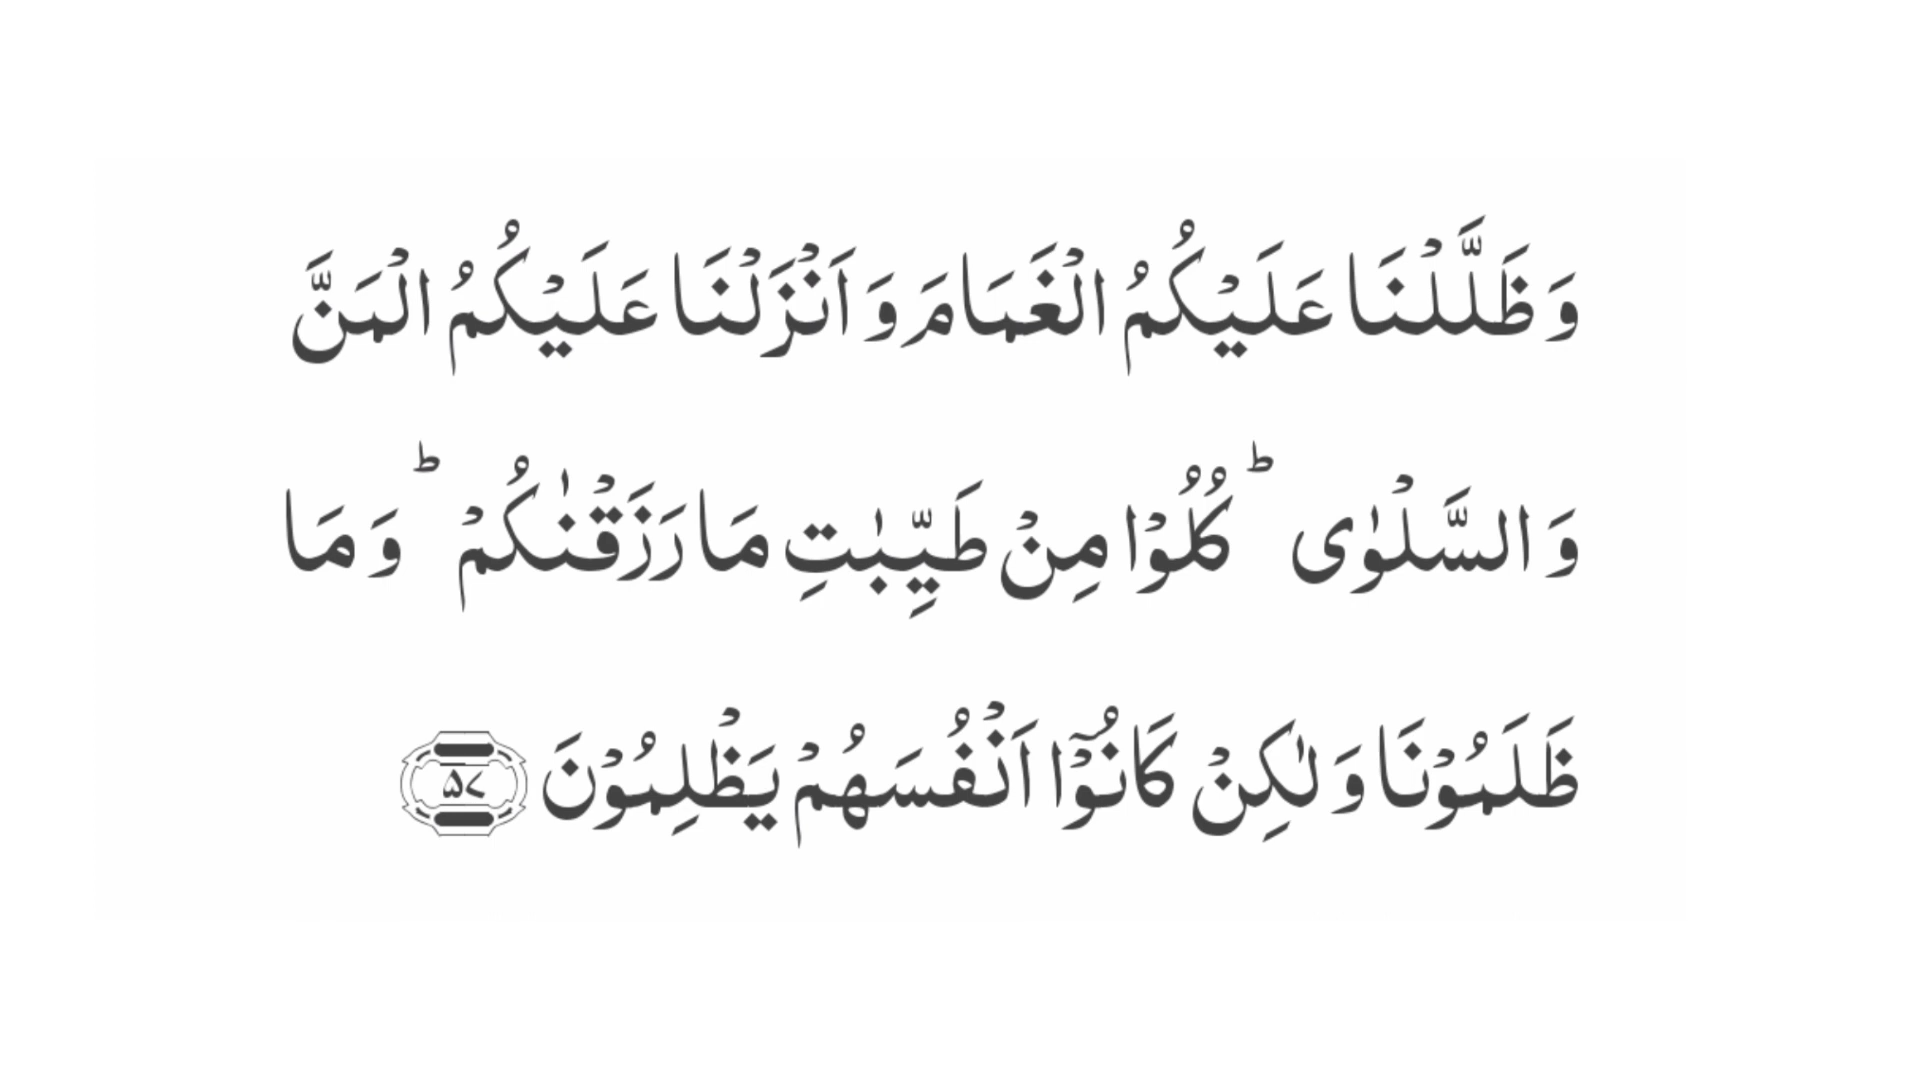 وَظَلَّلْنَا عَلَيْكُمُ الْغَمَامَ وَاَنْزَلْنَا عَلَيْكُمُ الْمَنَّ
وَالسَّلْوٰى ؕ كُلُوْا مِنْ طَيِّبٰتِ مَا رَزَقْنٰكُمْ ؕ وَمَا
ظَلَمُوْنَا وَلٰكِنْ كَانُوْۤا اَنْفُسَهُمْ يَظْلِمُوْنَ ۵۷